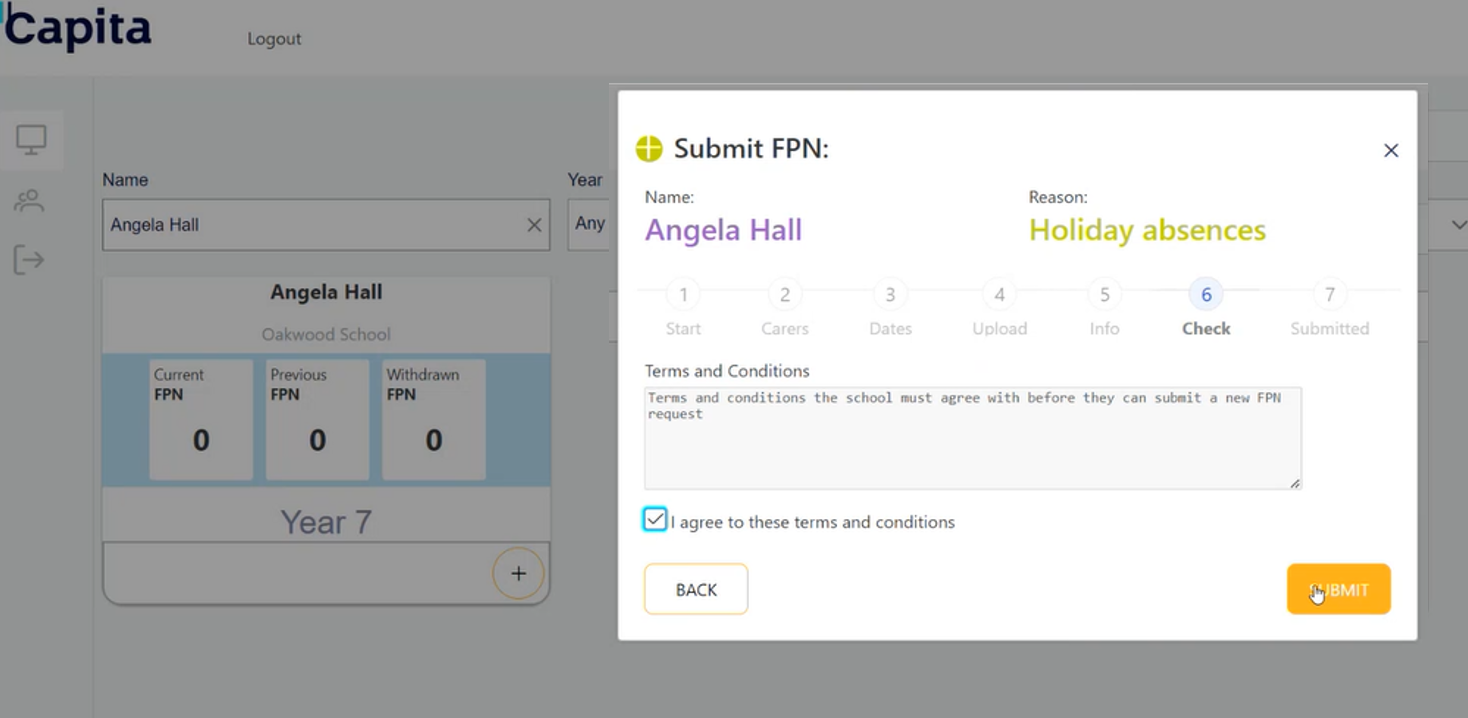 Capita
Logout
Name
Year
Angela Hall
Any
Angela Hall
Oakwood School
Current
FPN
0
Previous
FPN
0
Withdrawn
FPN
0
Year 7
+
Submit FPN:
Name:
Angela Hall
Reason:
Holiday absences
1
Start
2
Carers
3
Dates
4
Upload
5
Info
6
Check
7
Submitted
Terms and Conditions
Terms and conditions the school must agree with before they can submit a new FPN
request
I agree to these terms and conditions
BACK
SUBMIT